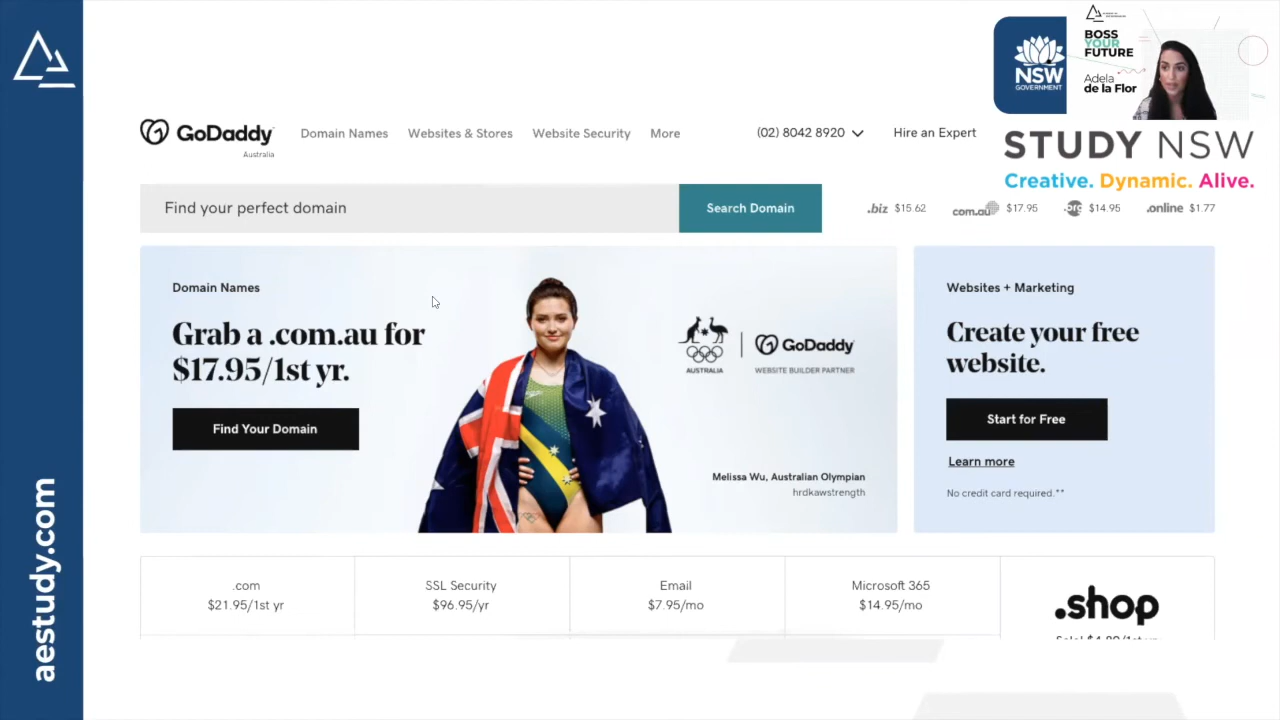 BOSS
YOUR
FUTURE
Adela
de la Flor
NSW
GOVERNMENT
STUDY NSW
Creative. Dynamic. Alive.
GoDaddy
Australia
Domain Names
Websites & Stores
Website Security
More
(02) 8042 8920
Hire an Expert
Find your perfect domain
Search Domain
.biz $15.62
com.au $17.95
.org $14.95
.online $1.77
Domain Names
Grab a .com.au for
$17.95/1st yr.
Find Your Domain
AUSTRALIA
GoDaddy
WEBSITE BUILDER PARTNER
Melissa Wu, Australian Olympian
hrdkawstrength
Websites + Marketing
Create your free
website.
Start for Free
Learn more
No credit card required.**
.com
$21.95/1st yr
SSL Security
$96.95/yr
Email
$7.95/mo
Microsoft 365
$14.95/mo
.shop
aestudy.com